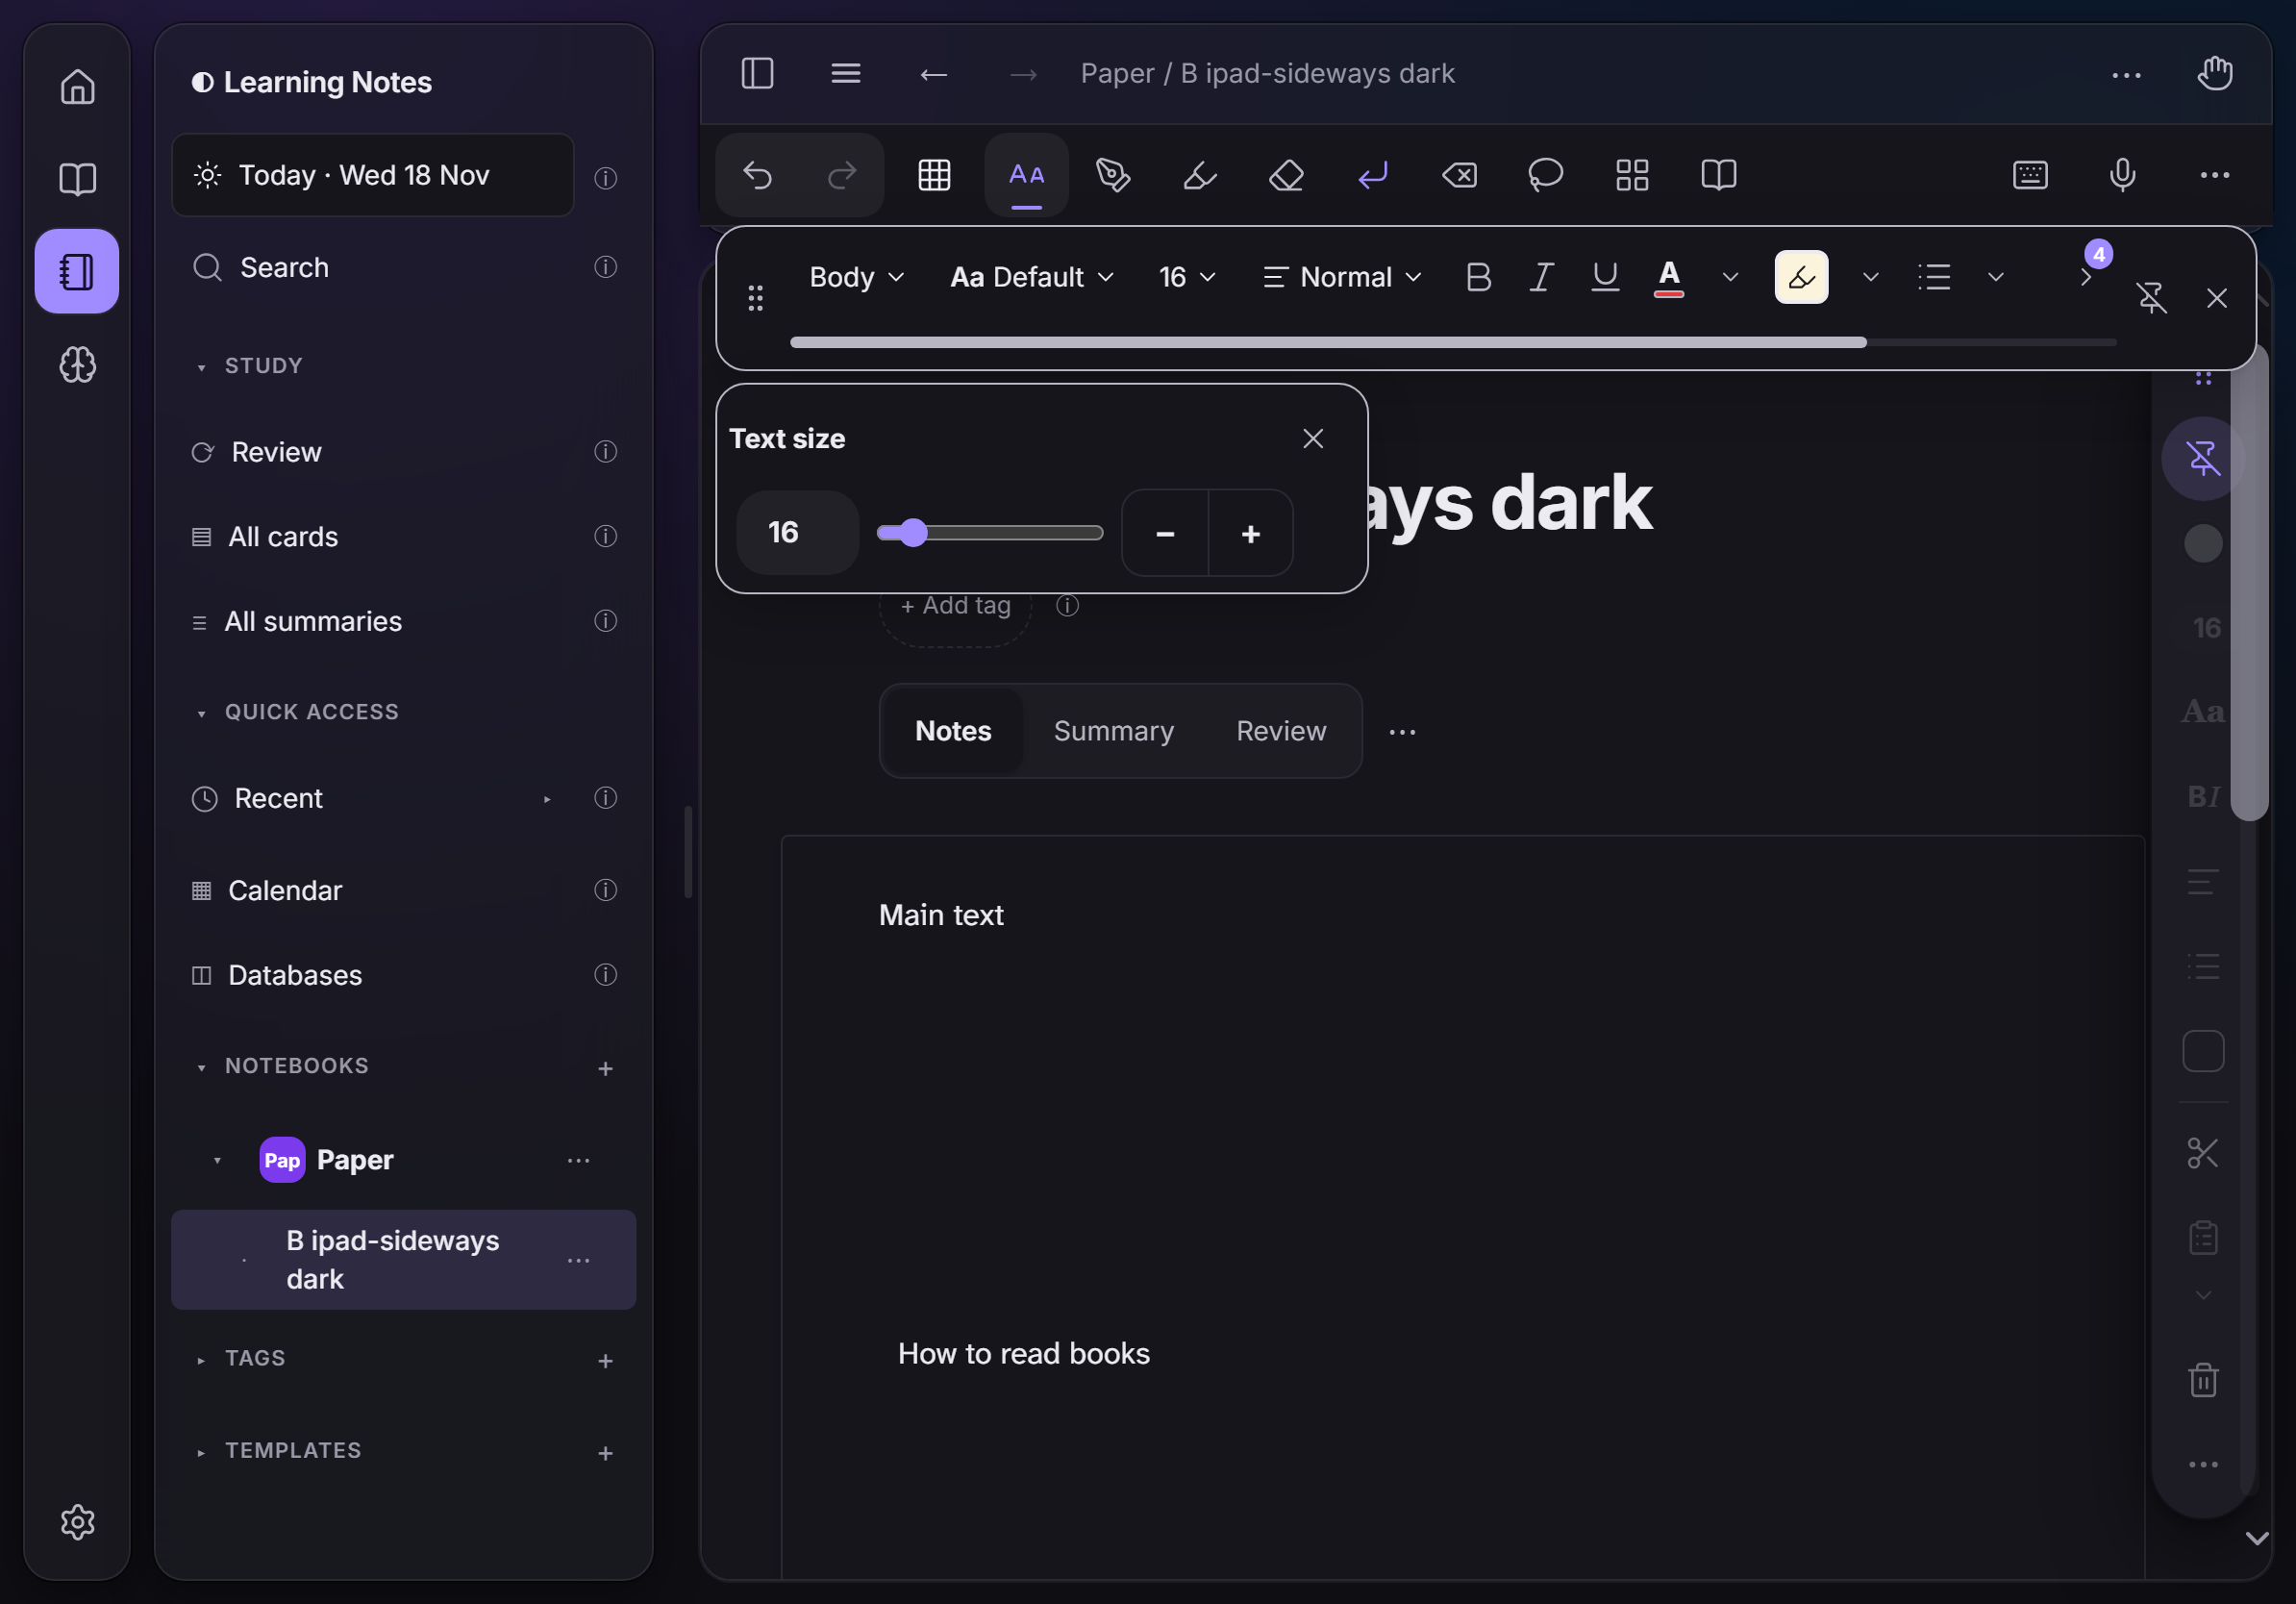 Learning Notes
Today · Wed 18 Nov
Search
STUDY
Review
All cards
All summaries
QUICK ACCESS
Recent
Calendar
Databases
NOTEBOOKS
Pap Paper
B ipad-sideways
dark
TAGS
TEMPLATES
Paper / B ipad-sideways dark
AA
Body
Aa Default
16
Normal
B I U A
4
Text size
16
ays dark
+ Add tag
Notes
Summary
Review
Main text
How to read books
16
Aa
BI